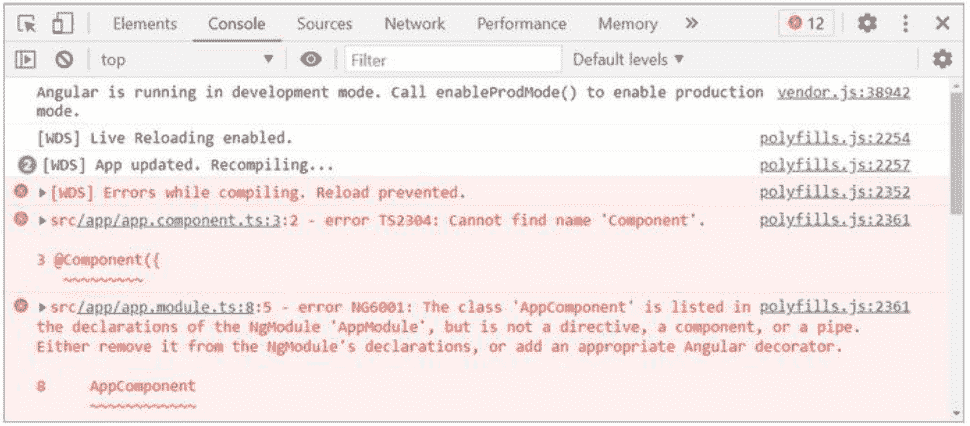 Elements Console Sources Network Performance Memory » 12
top ▼ Filter Default levels ▼
Angular is running in development mode. Call enableProdMode() to enable production vendor.js:38942
mode.
[WDS] Live Reloading enabled. polyfills.js:2254
2 [WDS] App updated. Recompiling... polyfills.js:2257
▶[WDS] Errors while compiling. Reload prevented. polyfills.js:2352
▶src/app/app.component.ts:3:2 - error TS2304: Cannot find name 'Component'. polyfills.js:2361
3 @Component({
~~~~~~~~~
▶src/app/app.module.ts:8:5 - error NG6001: The class 'AppComponent' is listed in polyfills.js:2361
the declarations of the NgModule 'AppModule', but is not a directive, a component, or a pipe.
Either remove it from the NgModule's declarations, or add an appropriate Angular decorator.
8 AppComponent
~~~~~~~~~~~~